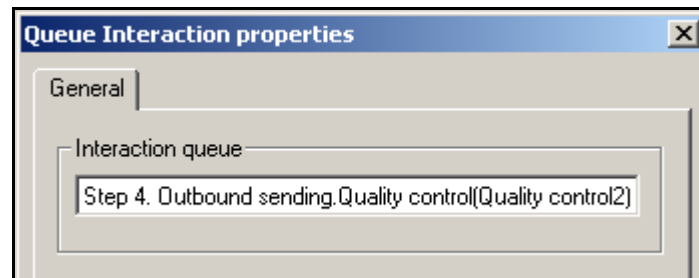 Queue Interaction properties
General
Interaction queue
Step 4. Outbound sending.Quality control(Quality control2)